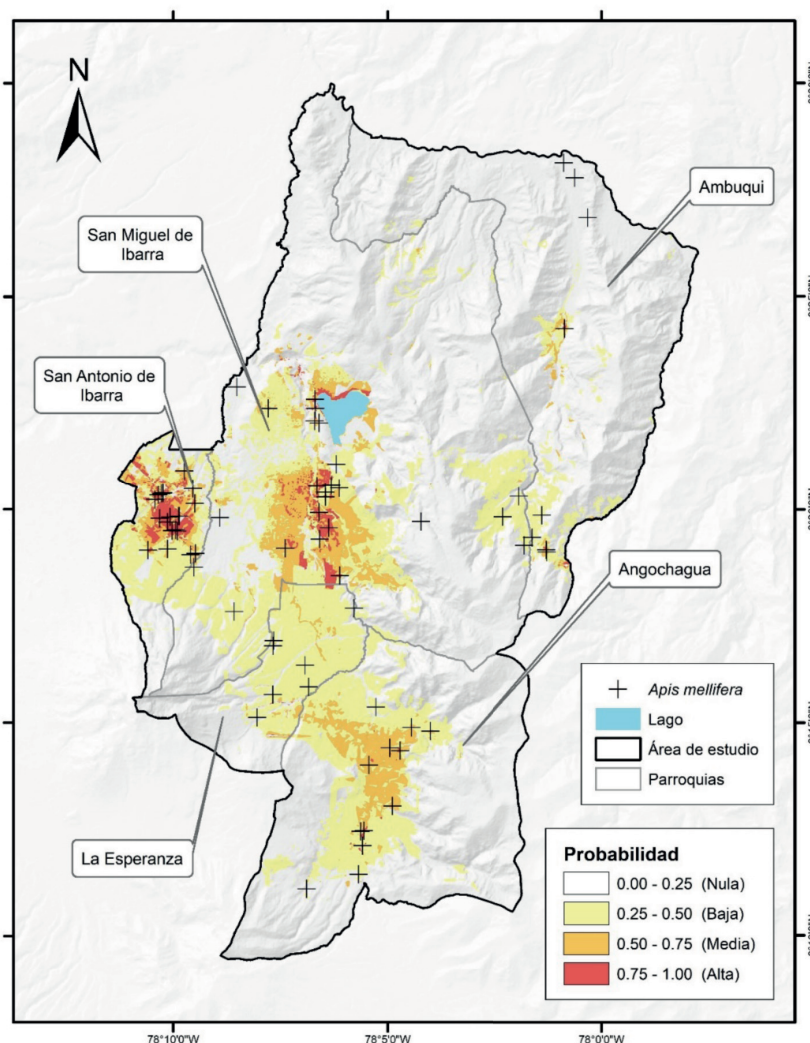 N
Ambuqui
San Miguel de
Ibarra
San Antonio de
Ibarra
Angochagua
La Esperanza
Apis mellifera
Lago
Área de estudio
Parroquias
Probabilidad
0.00 - 0.25 (Nula)
0.25 - 0.50 (Baja)
0.50 - 0.75 (Media)
0.75 - 1.00 (Alta)
78°10'0"W
78°5'0"W
78°0'0"W